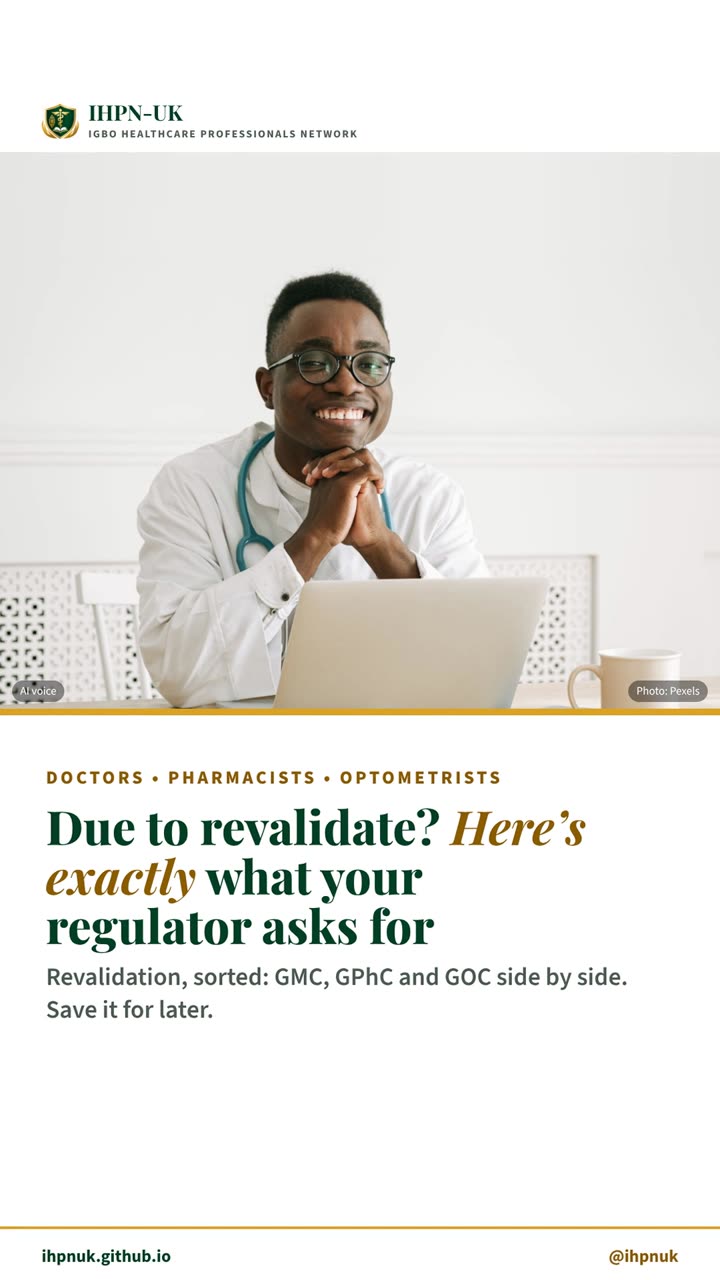 IHPN-UK
IGBO HEALTHCARE PROFESSIONALS NETWORK
AI voice
Photo: Pexels
DOCTORS • PHARMACISTS • OPTOMETRISTS
Due to revalidate? Here’s
exactly what your
regulator asks for
Revalidation, sorted: GMC, GPhC and GOC side by side.
Save it for later.
ihpnuk.github.io
@ihpnuk